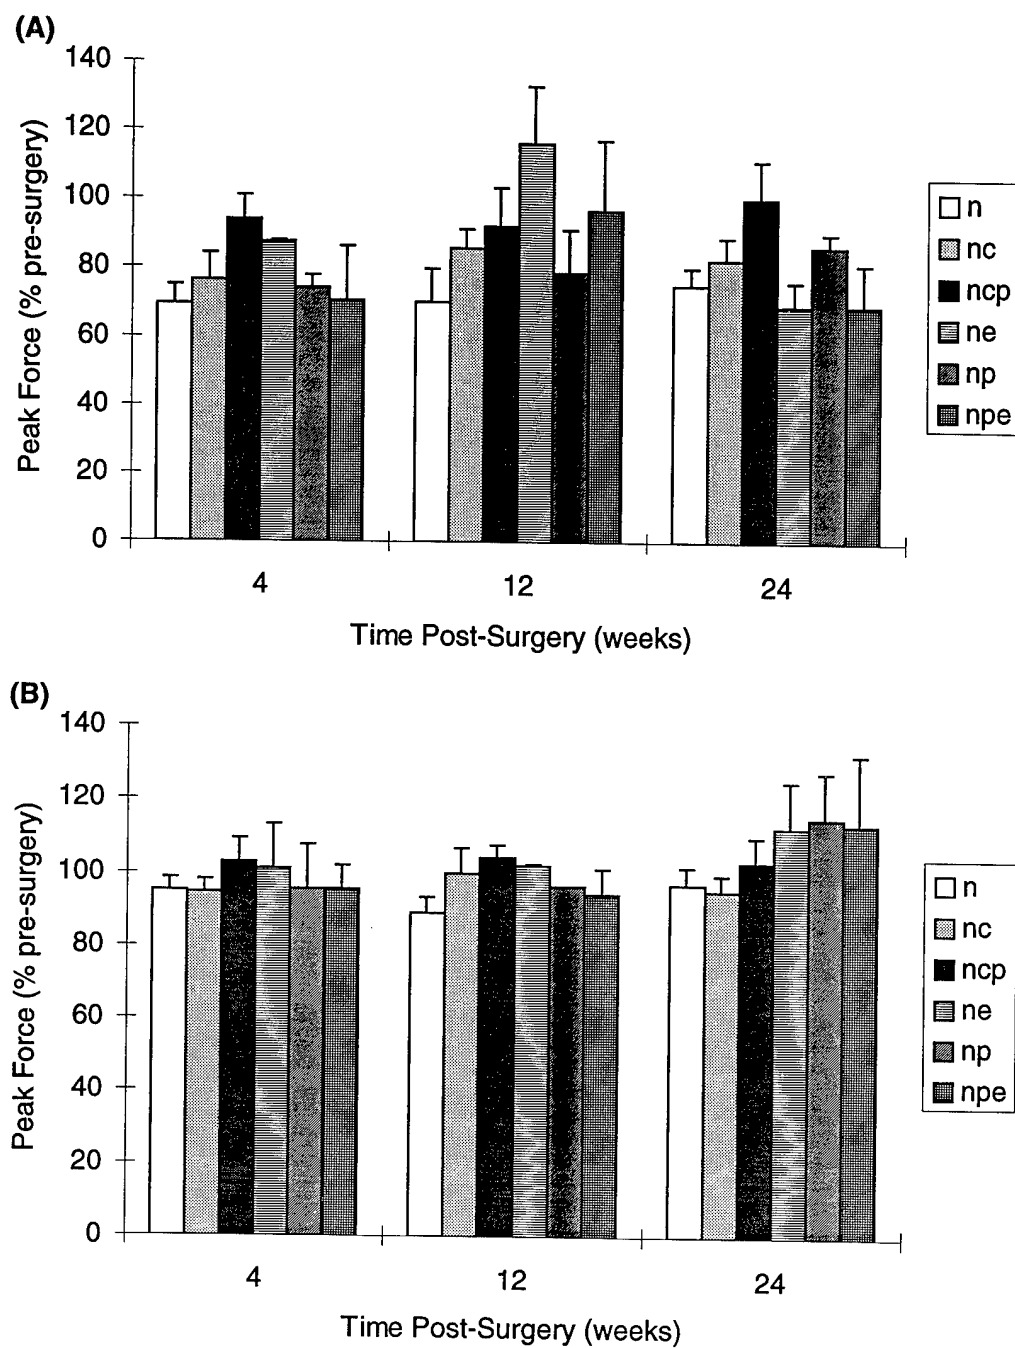 (A)
Peak Force (% pre-surgery)
140
120
100
80
60
40
20
0
4 12 24
Time Post-Surgery (weeks)
n
nc
ncp
ne
np
npe
(B)
Peak Force (% pre-surgery)
140
120
100
80
60
40
20
0
4 12 24
Time Post-Surgery (weeks)
n
nc
ncp
ne
np
npe